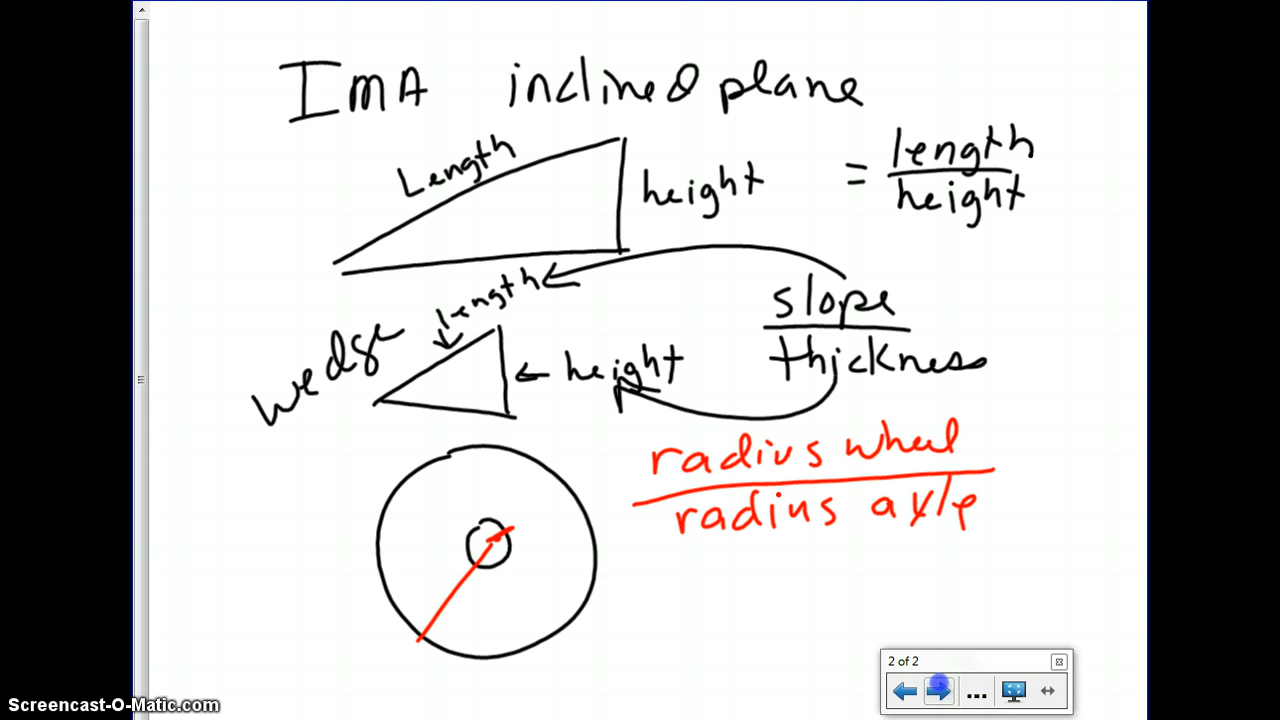 IMA inclined plane
Length
height
= length
height
length
slope
thickness
wedge
height
radius wheel
radius axle
2 of 2
...
Screencast-O-Matic.com